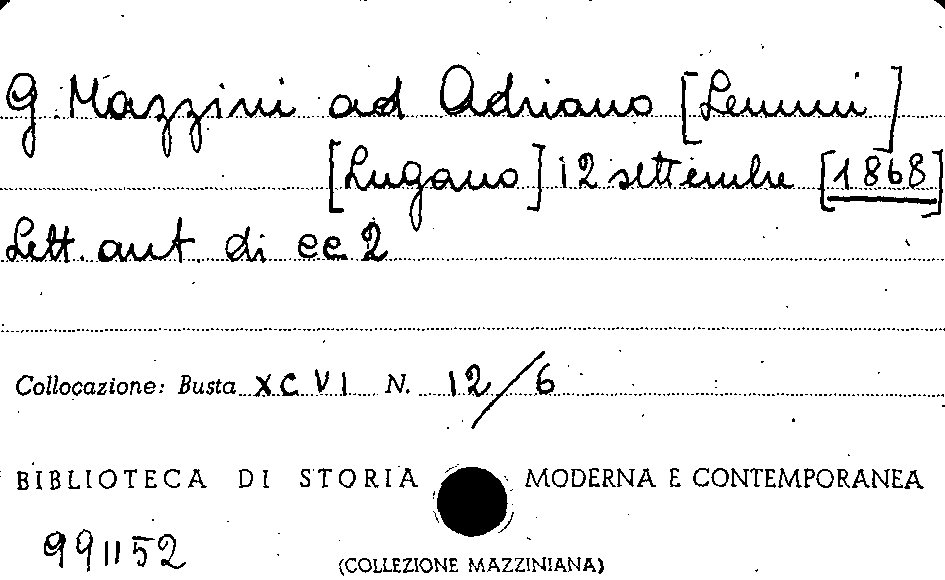 G. Mazzini ad Adriano [Lemmi]
[Lugano] 12 settembre [1868]
Lett. aut. di cc 2
Collocazione: Busta XCVI N. 12/6
BIBLIOTECA DI STORIA MODERNA E CONTEMPORANEA
991152
(COLLEZIONE MAZZINIANA)